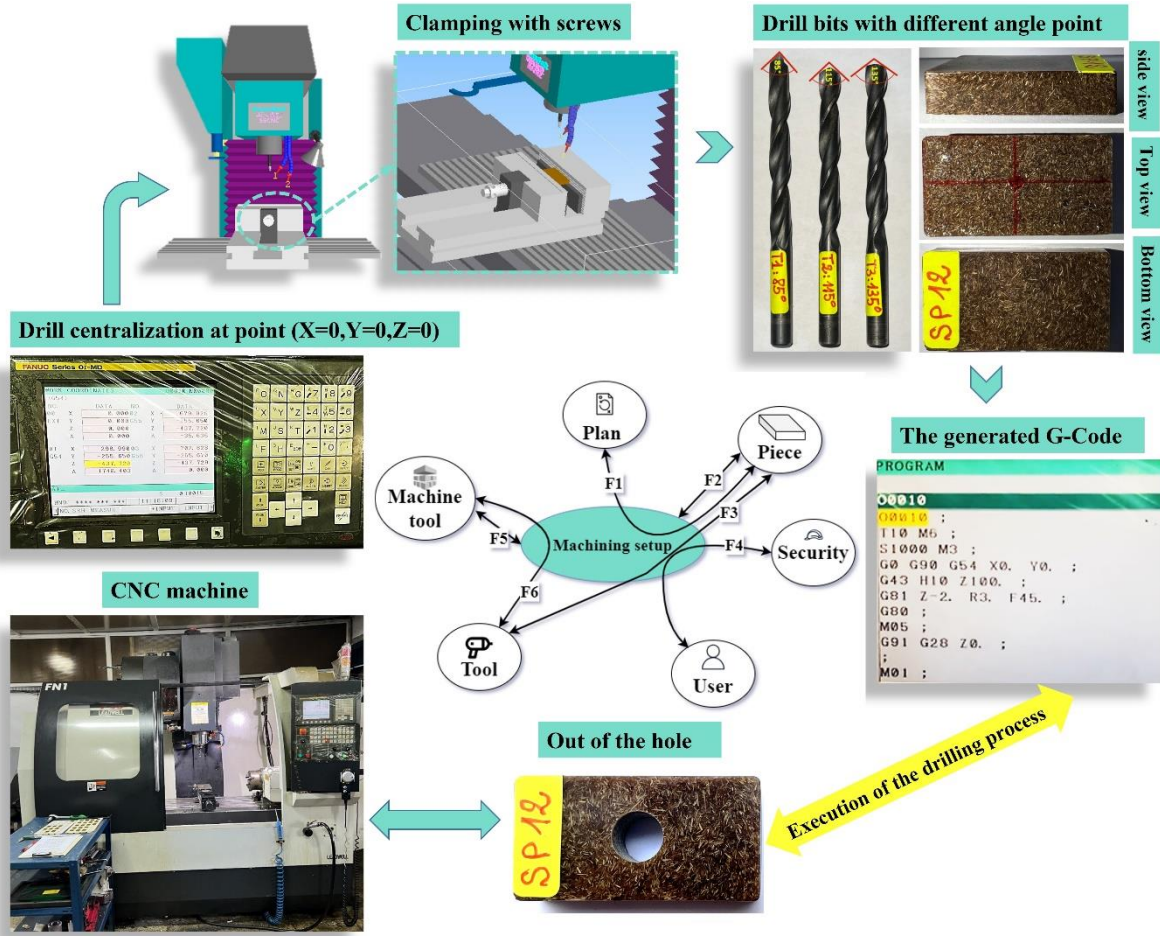 Clamping with screws
Drill bits with different angle point
85°
115°
135°
T1:85°
T2:115°
T3:135°
side view
Top view
SP12
Bottom view
Drill centralization at point (X=0,Y=0,Z=0)
FANUC Series 0i-MD
The generated G-Code
PROGRAM
O0010
O0010 ;
T10 M6 ;
S1000 M3 ;
G0 G90 G54 X0. Y0. ;
G43 H10 Z100. ;
G81 Z-2. R3. F45. ;
G80 ;
M05 ;
G91 G28 Z0. ;
;
M01 ;
Plan
Piece
F1
F2
F3
Machine
tool
F5
Machining setup
F4
Security
F6
Tool
User
CNC machine
FN1
Out of the hole
SP12
Execution of the drilling process